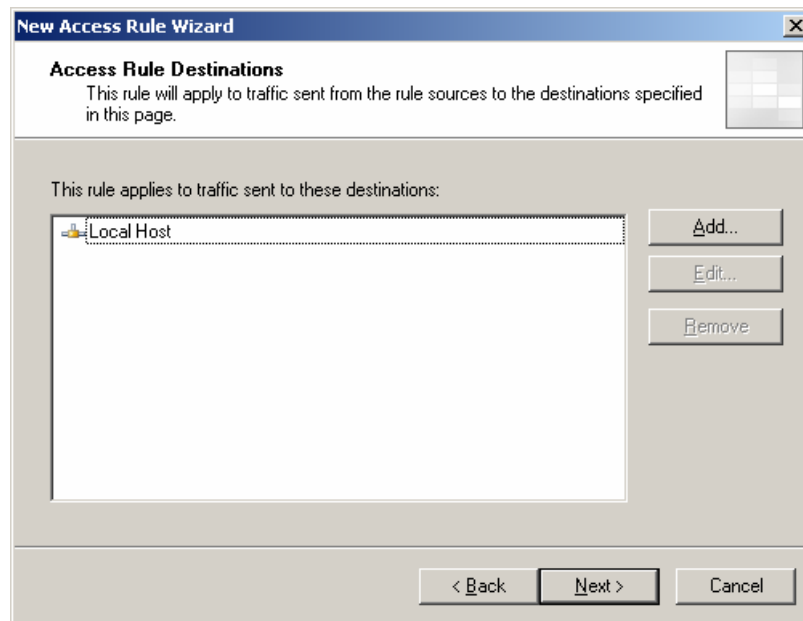 New Access Rule Wizard
Access Rule Destinations
This rule will apply to traffic sent from the rule sources to the destinations specified
in this page.
This rule applies to traffic sent to these destinations:
Local Host
Add...
Edit...
Remove
< Back
Next >
Cancel